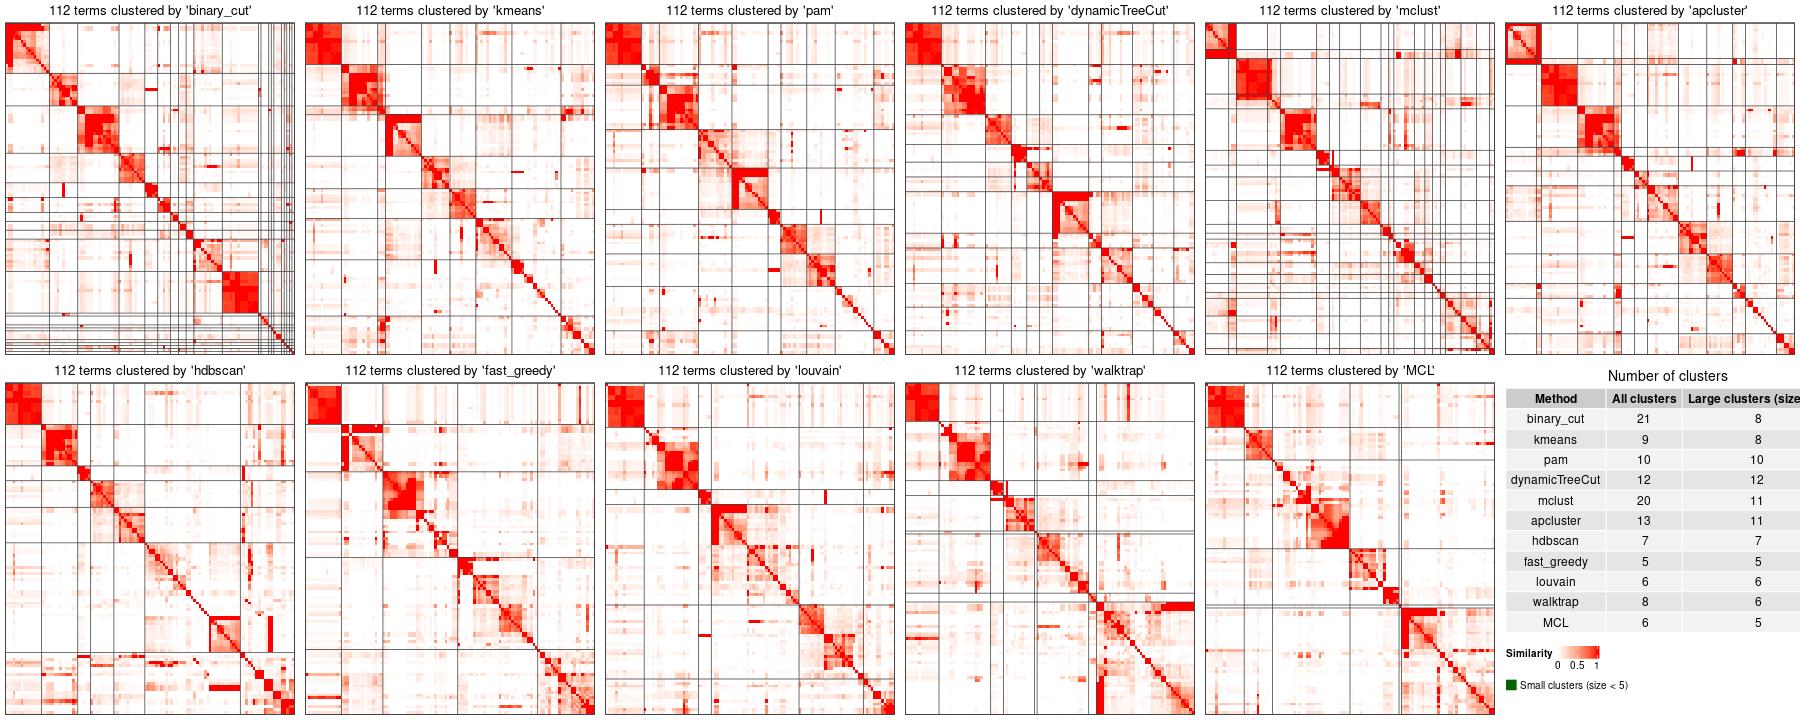 112 terms clustered by 'binary_cut'
112 terms clustered by 'kmeans'
112 terms clustered by 'pam'
112 terms clustered by 'dynamicTreeCut'
112 terms clustered by 'mclust'
112 terms clustered by 'apcluster'
112 terms clustered by 'hdbscan'
112 terms clustered by 'fast_greedy'
112 terms clustered by 'louvain'
112 terms clustered by 'walktrap'
112 terms clustered by 'MCL'
Number of clusters
Method All clusters Large clusters (size
binary_cut 21 8
kmeans 9 8
pam 10 10
dynamicTreeCut 12 12
mclust 20 11
apcluster 13 11
hdbscan 7 7
fast_greedy 5 5
louvain 6 6
walktrap 8 6
MCL 6 5
Similarity
0 0.5 1
Small clusters (size < 5)